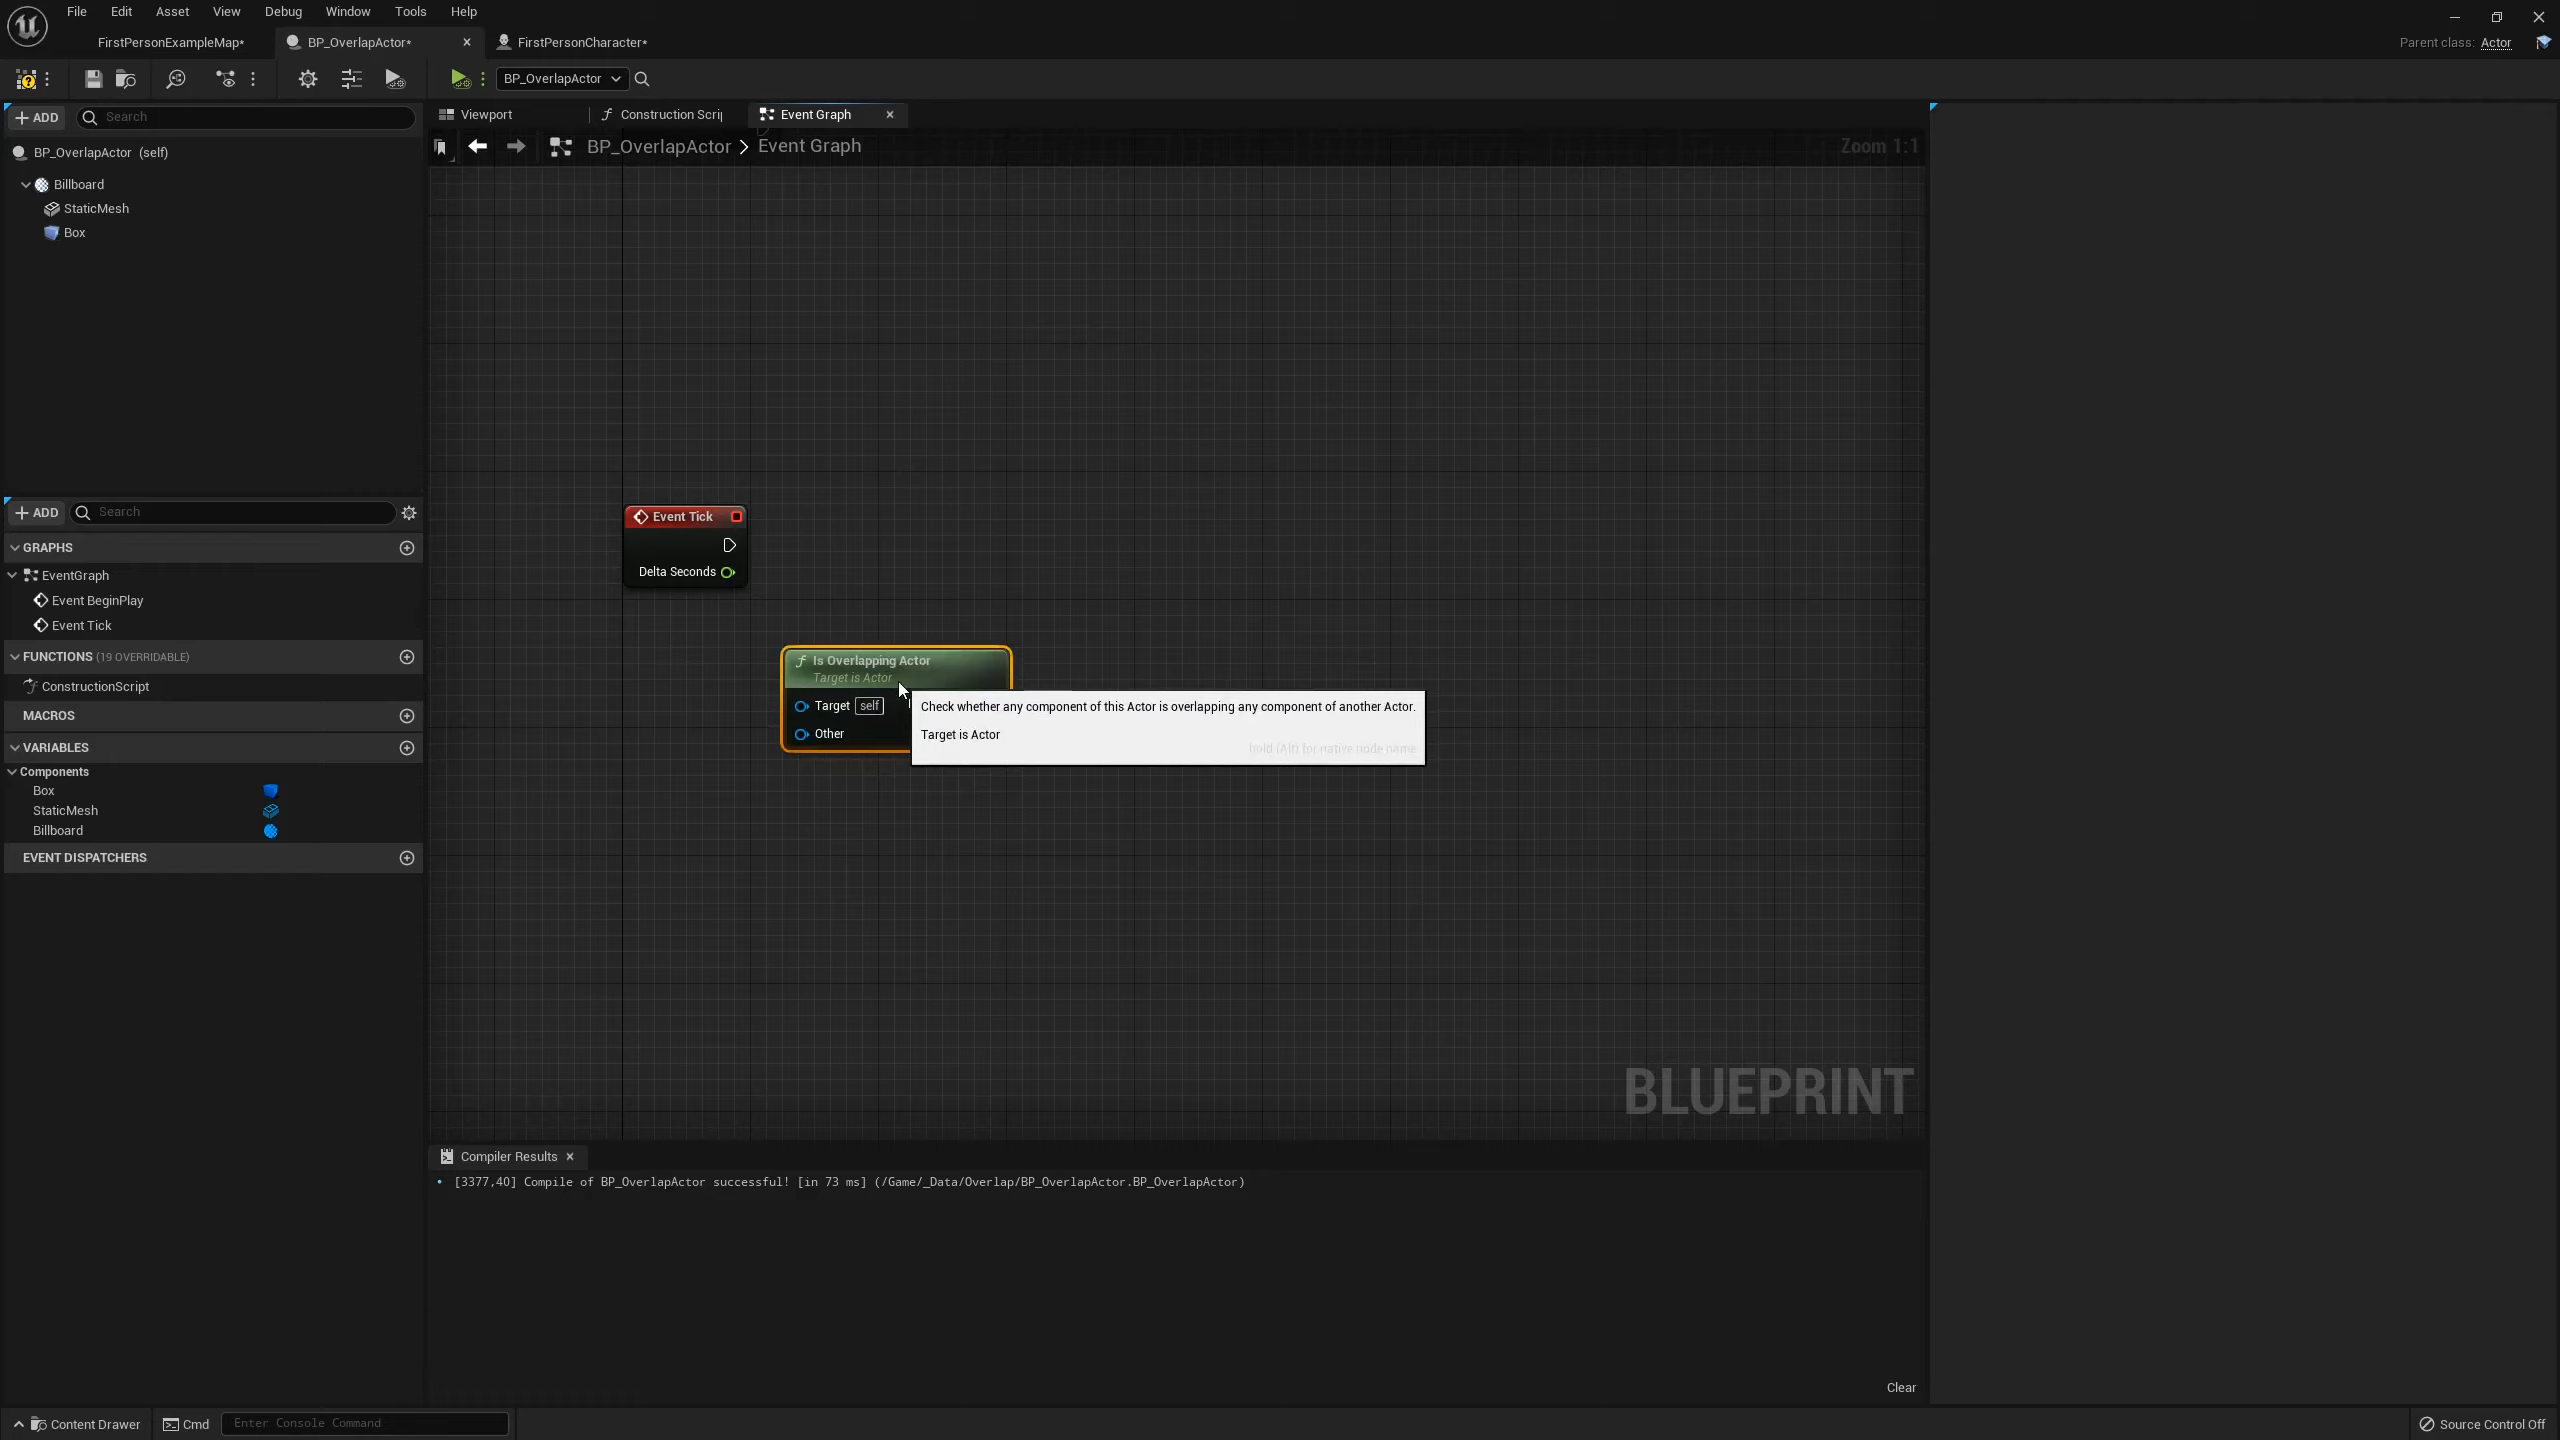 File Edit Asset View Debug Window Tools Help
FirstPersonExampleMap* BP_OverlapActor* FirstPersonCharacter* Parent class: Actor
BP_OverlapActor
ADD Search
Viewport Construction Scrip Event Graph
BP_OverlapActor (self)
BP_OverlapActor > Event Graph Zoom 1:1
Billboard
StaticMesh
Box
ADD Search
GRAPHS
EventGraph
Event BeginPlay
Event Tick
FUNCTIONS (19 OVERRIDABLE)
ConstructionScript
MACROS
VARIABLES
Components
Box
StaticMesh
Billboard
EVENT DISPATCHERS
Event Tick
Delta Seconds
Is Overlapping Actor
Target is Actor
Target self
Other
Check whether any component of this Actor is overlapping any component of another Actor.
Target is Actor
hold (Alt) for native node name
BLUEPRINT
Compiler Results
[3377,40] Compile of BP_OverlapActor successful! [in 73 ms] (/Game/_Data/Overlap/BP_OverlapActor.BP_OverlapActor)
Clear
Content Drawer Cmd Enter Console Command Source Control Off